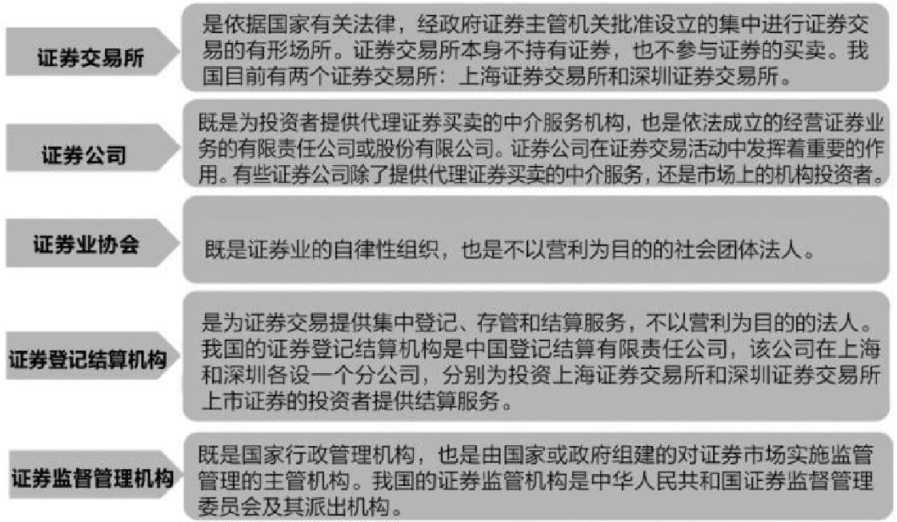 证券交易所
是依据国家有关法律，经政府证券主管机关批准设立的集中进行证券交
易的有形场所。证券交易所本身不持有证券，也不参与证券的买卖。我
国目前有两个证券交易所：上海证券交易所和深圳证券交易所。
证券公司
既是为投资者提供代理证券买卖的中介服务机构，也是依法成立的经营证券业
务的有限责任公司或股份有限公司。证券公司在证券交易活动中发挥着重要的作
用。有些证券公司除了提供代理证券买卖的中介服务，还是市场上的机构投资者。
证券业协会
既是证券业的自律性组织，也是不以营利为目的的社会团体法人。
证券登记结算机构
是为证券交易提供集中登记、存管和结算服务，不以营利为目的的法人。
我国的证券登记结算机构是中国登记结算有限责任公司，该公司在上海
和深圳各设一个分公司，分别为投资上海证券交易所和深圳证券交易所
上市证券的投资者提供结算服务。
证券监督管理机构
既是国家行政管理机构，也是由国家或政府组建的对证券市场实施监管
管理的主管机构。我国的证券监管机构是中华人民共和国证券监督管理
委员会及其派出机构。